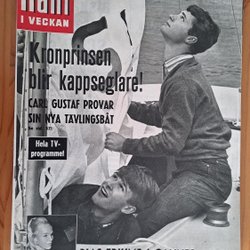 I VECKAN
Kronprinsen
blir kappseglare!
CARL GUSTAF PROVAR
SIN NYA TÄVLINGSBÅT
Hela TV-
programmet